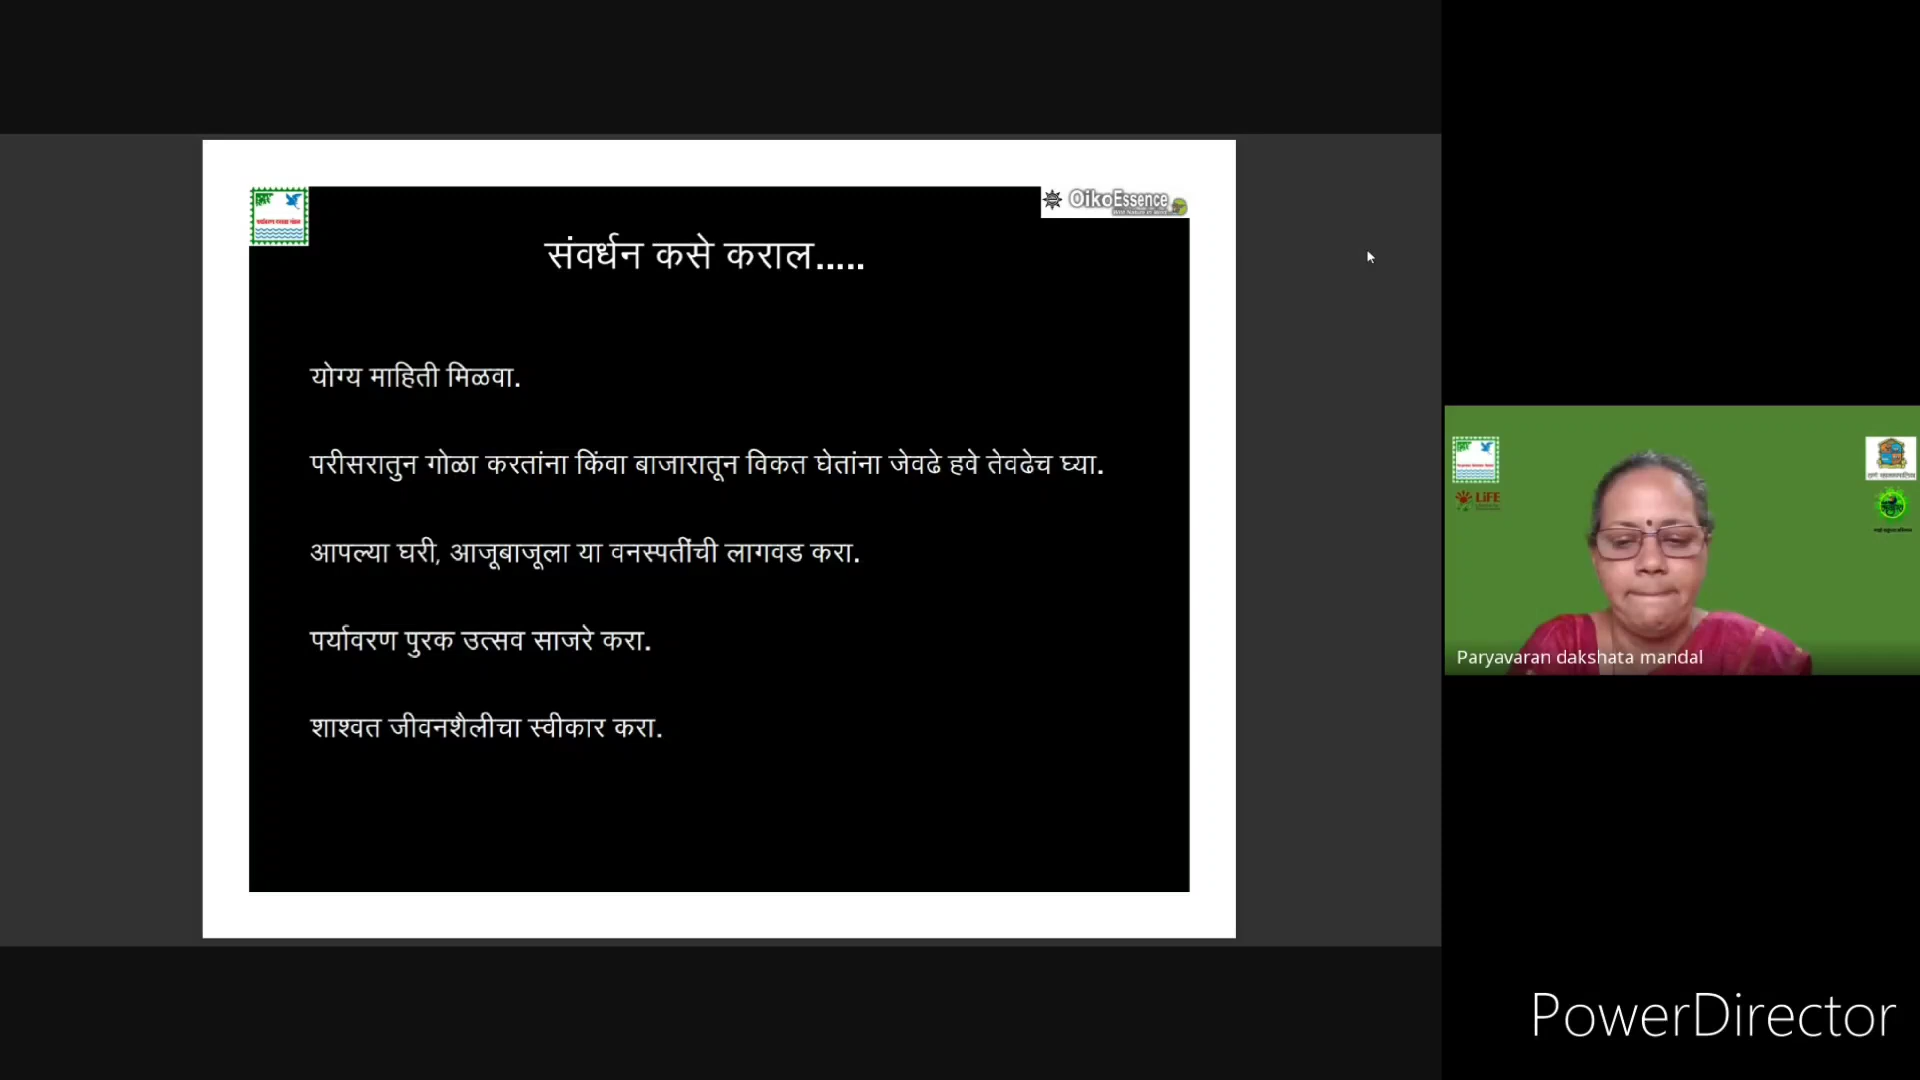 OikoEssence
संवर्धन कसे कराल.....
योग्य माहिती मिळवा.
परीसरातुन गोळा करतांना किंवा बाजारातून विकत घेतांना जेवढे हवे तेवढेच घ्या.
आपल्या घरी, आजूबाजूला या वनस्पतींची लागवड करा.
पर्यावरण पुरक उत्सव साजरे करा.
शाश्वत जीवनशैलीचा स्वीकार करा.
LiFE
Paryavaran dakshata mandal
PowerDirector